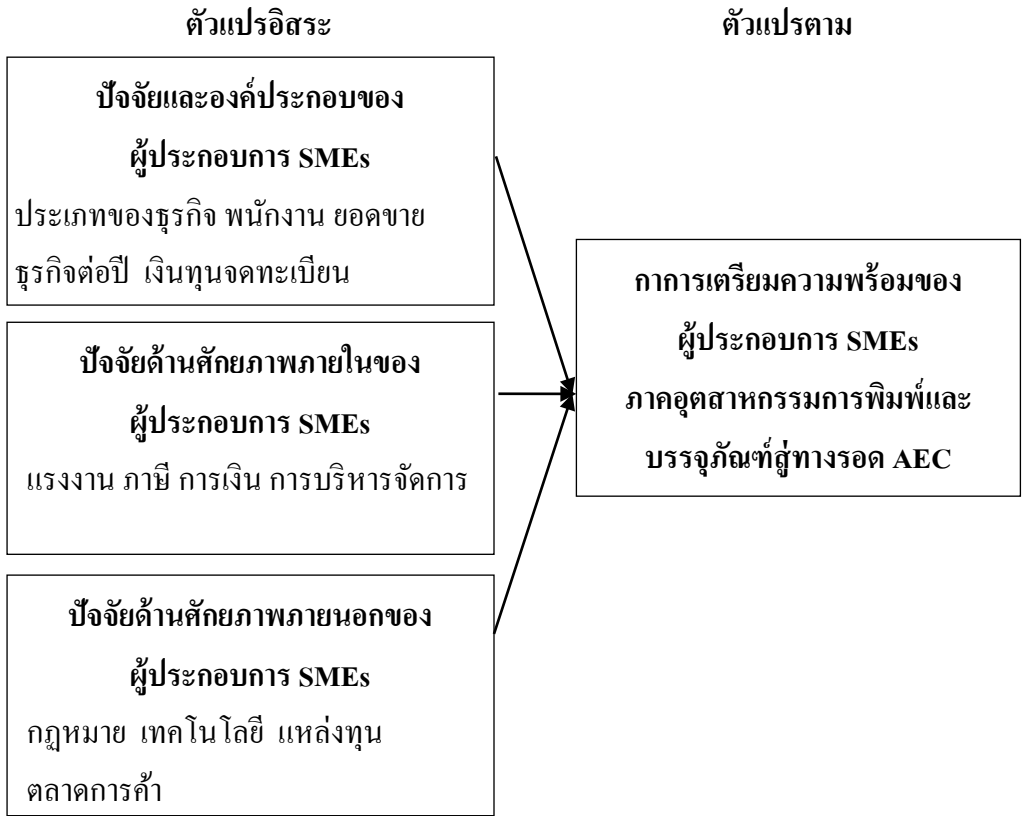 ตัวแปรอิสระ
ตัวแปรตาม
ปัจจัยและองค์ประกอบของ
ผู้ประกอบการ SMEs
ประเภทของธุรกิจ พนักงาน ยอดขาย
ธุรกิจต่อปี เงินทุนจดทะเบียน
ปัจจัยด้านศักยภาพภายในของ
ผู้ประกอบการ SMEs
แรงงาน ภาษี การเงิน การบริหารจัดการ
ปัจจัยด้านศักยภาพภายนอกของ
ผู้ประกอบการ SMEs
กฎหมาย เทคโนโลยี แหล่งทุน
ตลาดการค้า
กาการเตรียมความพร้อมของ
ผู้ประกอบการ SMEs
ภาคอุตสาหกรรมการพิมพ์และ
บรรจุภัณฑ์สู่ทางรอด AEC